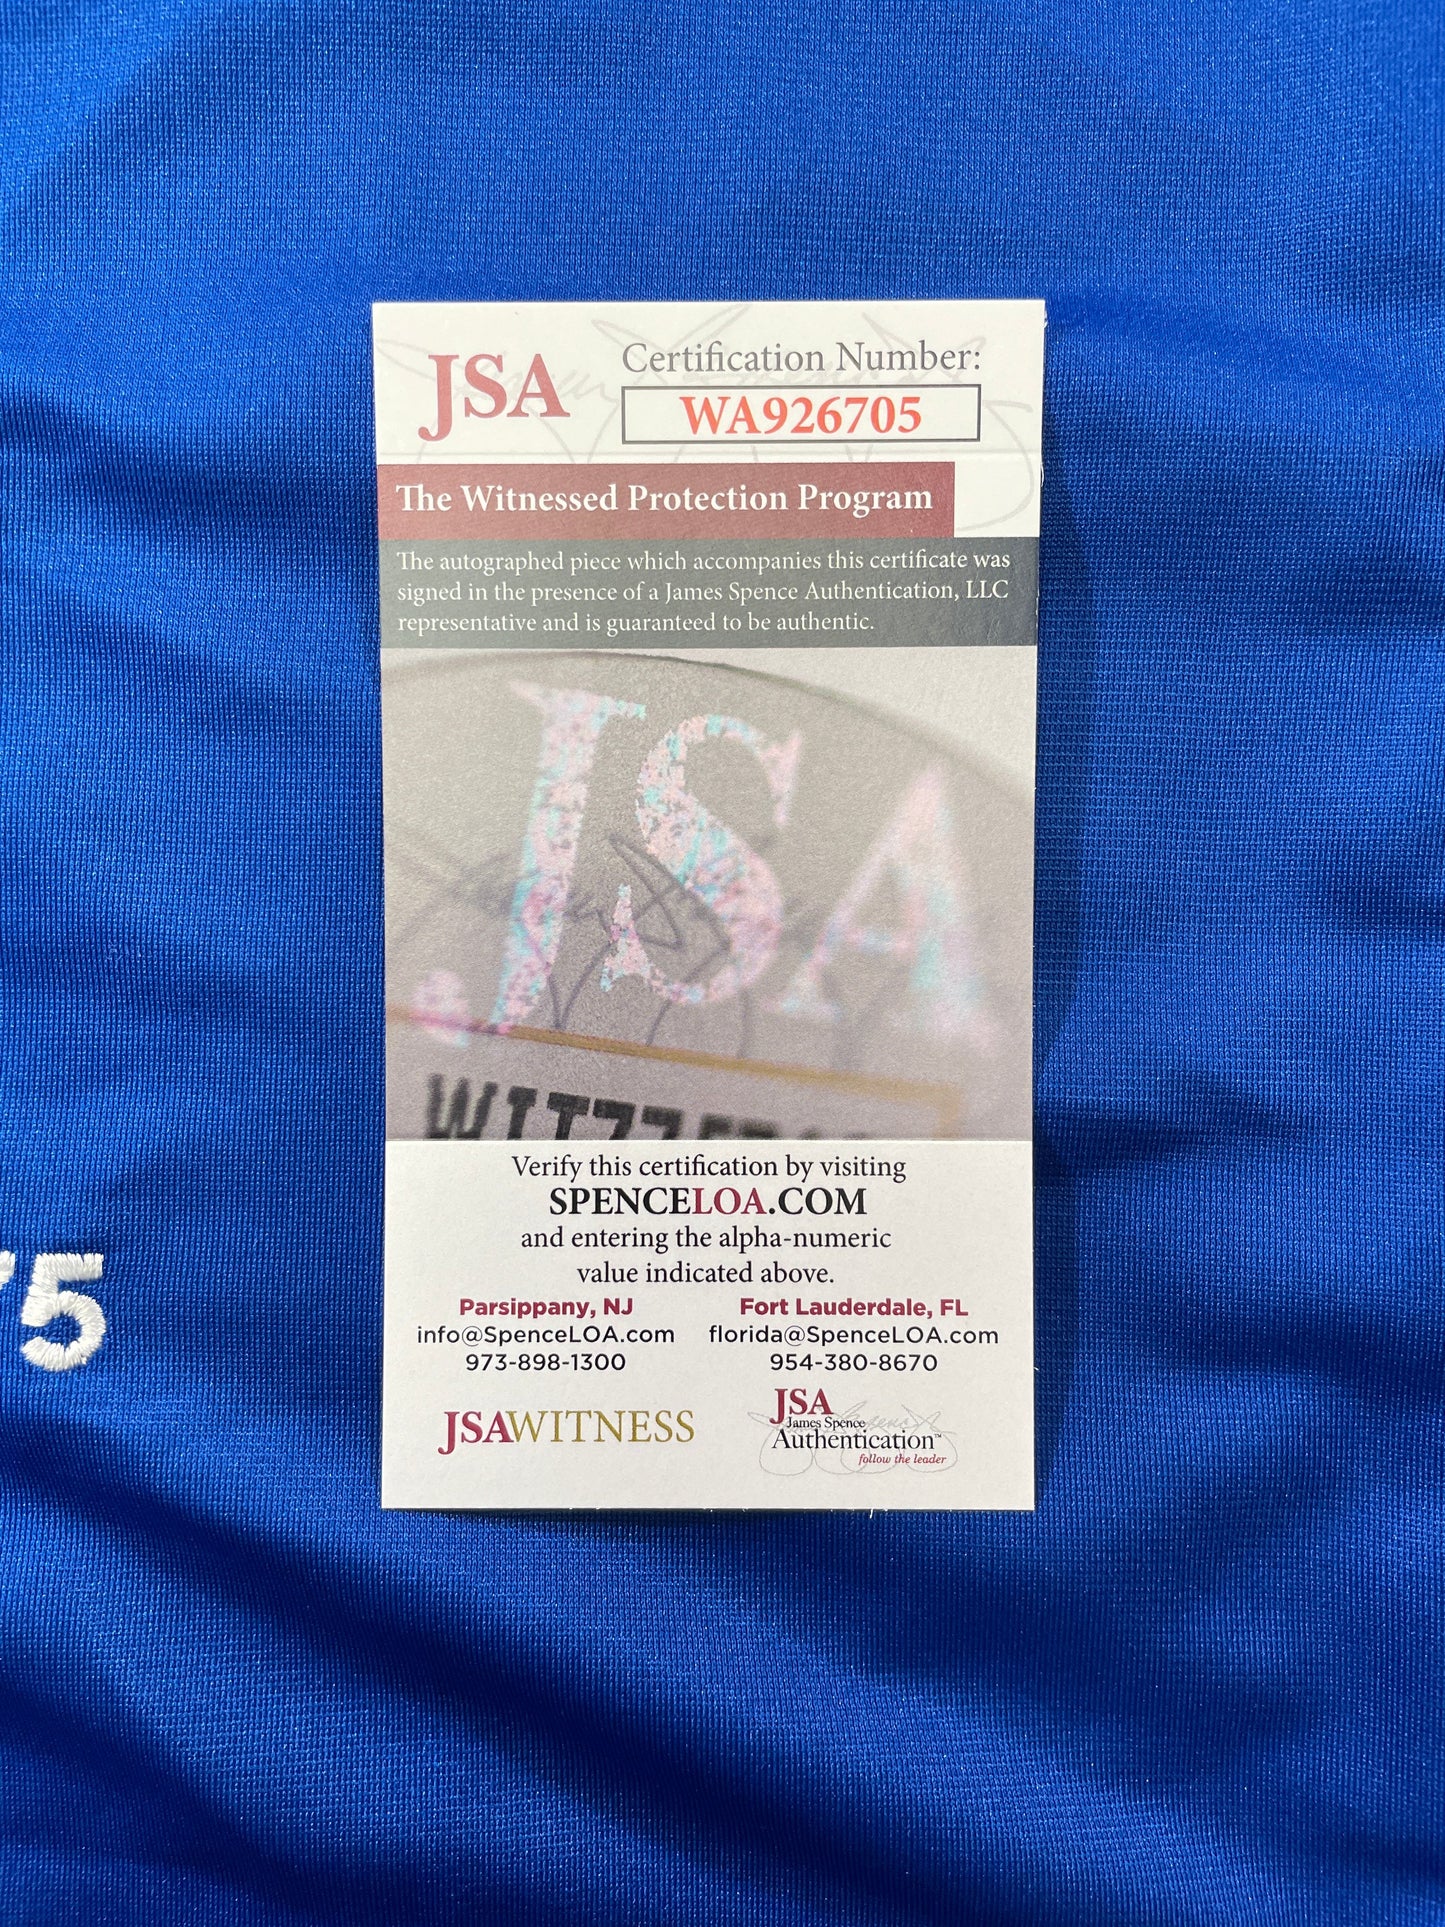 JSA
Certification Number:
WA926705
The Witnessed Protection Program
The autographed piece which accompanies this certificate was
signed in the presence of a James Spence Authentication, LLC
representative and is guaranteed to be authentic.
JSA
Verify this certification by visiting
SPENCELOA.COM
and entering the alpha-numeric
value indicated above.
Parsippany, NJ
info@SpenceLOA.com
973-898-1300
Fort Lauderdale, FL
florida@SpenceLOA.com
954-380-8670
JSAWITNESS
JSA
James Spence
Authentication™
follow the leader
5